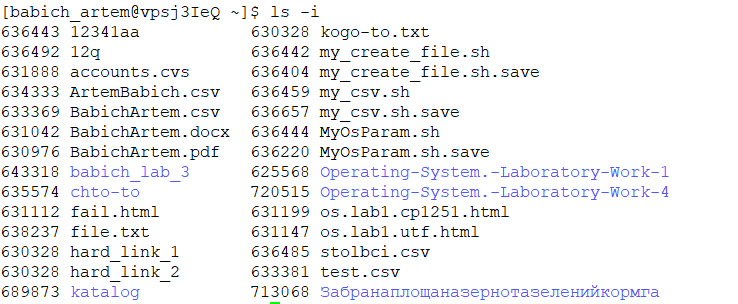 [babich_artem@vpsj3IeQ ~]$ ls -i
636443 12341aa 630328 kogo-to.txt
636492 12q 636442 my_create_file.sh
631888 accounts.cvs 636404 my_create_file.sh.save
634333 ArtemBabich.csv 636459 my_csv.sh
633369 BabichArtem.csv 636657 my_csv.sh.save
631042 BabichArtem.docx 636444 MyOsParam.sh
630976 BabichArtem.pdf 636220 MyOsParam.sh.save
643318 babich_lab_3 625568 Operating-System.-Laboratory-Work-1
635574 chto-to 720515 Operating-System.-Laboratory-Work-4
631112 fail.html 631199 os.lab1.cp1251.html
638237 file.txt 631147 os.lab1.utf.html
630328 hard_link_1 636485 stolbci.csv
630328 hard_link_2 633381 test.csv
689873 katalog 713068 Забранаплощаназернотазеленийкормга